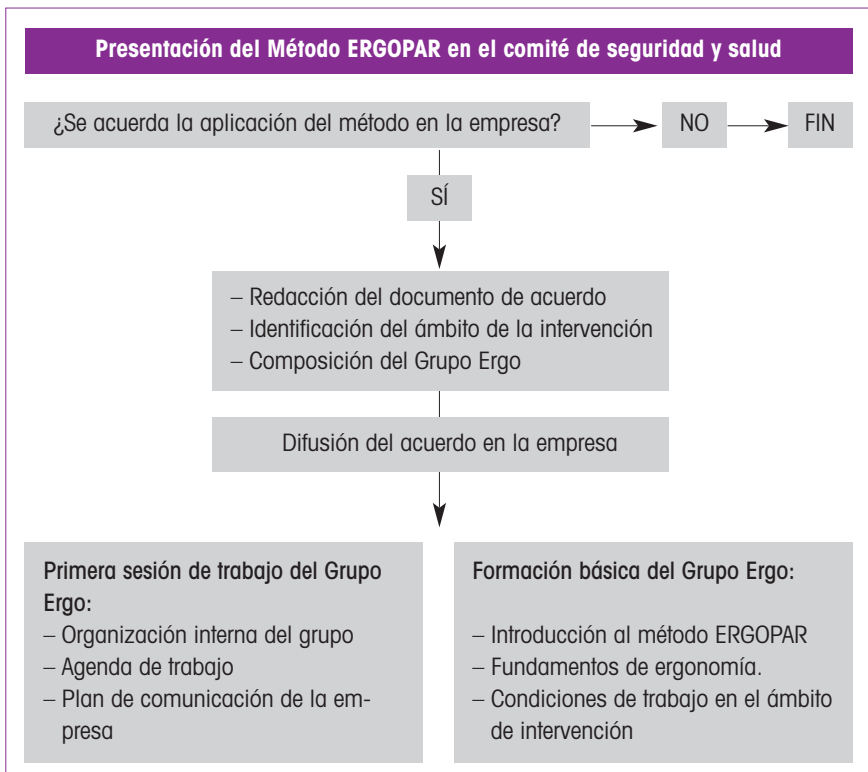 Presentación del Método ERGOPAR en el comité de seguridad y salud
¿Se acuerda la aplicación del método en la empresa?
NO
FIN
SÍ
– Redacción del documento de acuerdo
– Identificación del ámbito de la intervención
– Composición del Grupo Ergo
Difusión del acuerdo en la empresa
Primera sesión de trabajo del Grupo
Ergo:
– Organización interna del grupo
– Agenda de trabajo
– Plan de comunicación de la em-
presa
Formación básica del Grupo Ergo:
– Introducción al método ERGOPAR
– Fundamentos de ergonomía.
– Condiciones de trabajo en el ámbito
de intervención